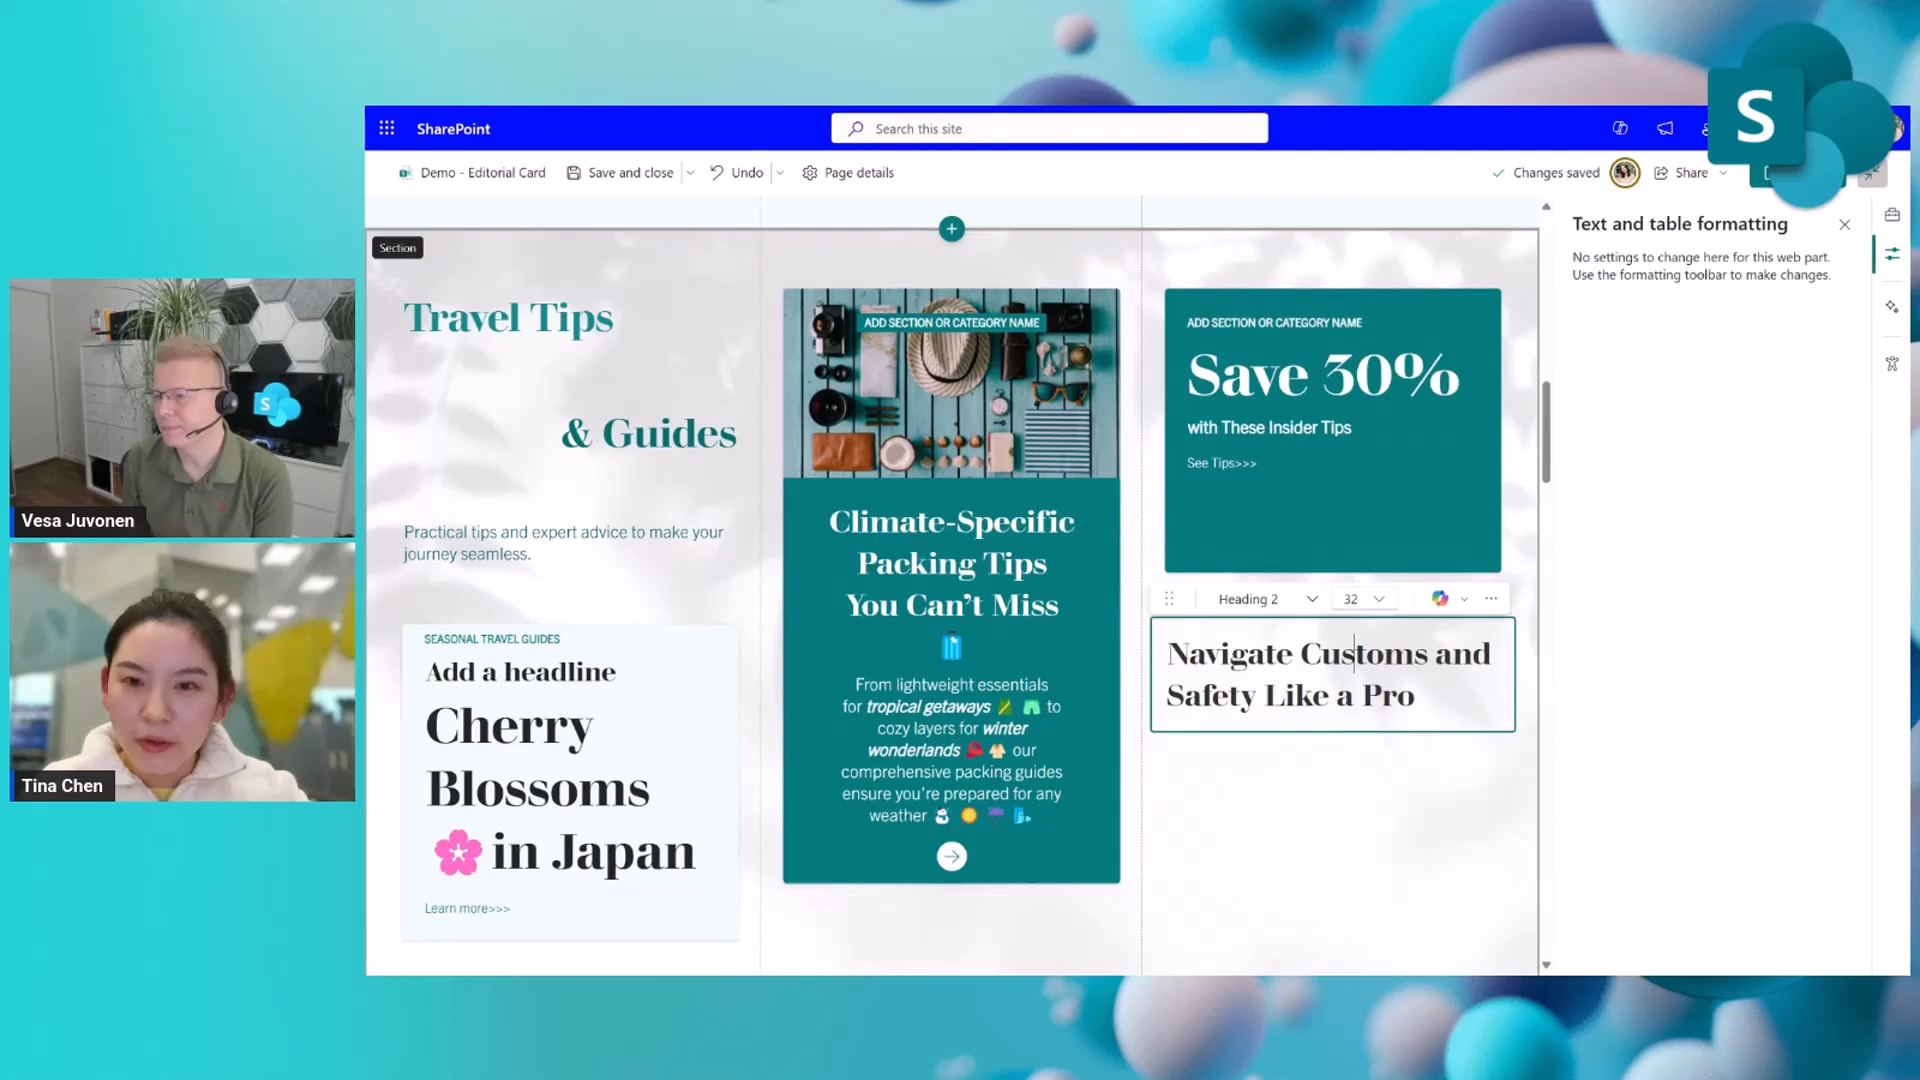 S
SharePoint
Search this site
Demo - Editorial Card
Save and close
Undo
Page details
Changes saved
Share
Section
Travel Tips
& Guides
Practical tips and expert advice to make your
journey seamless.
SEASONAL TRAVEL GUIDES
Add a headline
Cherry
Blossoms
in Japan
Learn more>>>
ADD SECTION OR CATEGORY NAME
Climate-Specific
Packing Tips
You Can’t Miss
From lightweight essentials
for tropical getaways to
cozy layers for winter
wonderlands our
comprehensive packing guides
ensure you’re prepared for any
weather
ADD SECTION OR CATEGORY NAME
Save 30%
with These Insider Tips
See Tips>>>
Heading 2
32
Navigate Customs and
Safety Like a Pro
Text and table formatting
No settings to change here for this web part.
Use the formatting toolbar to make changes.
S
Vesa Juvonen
Tina Chen